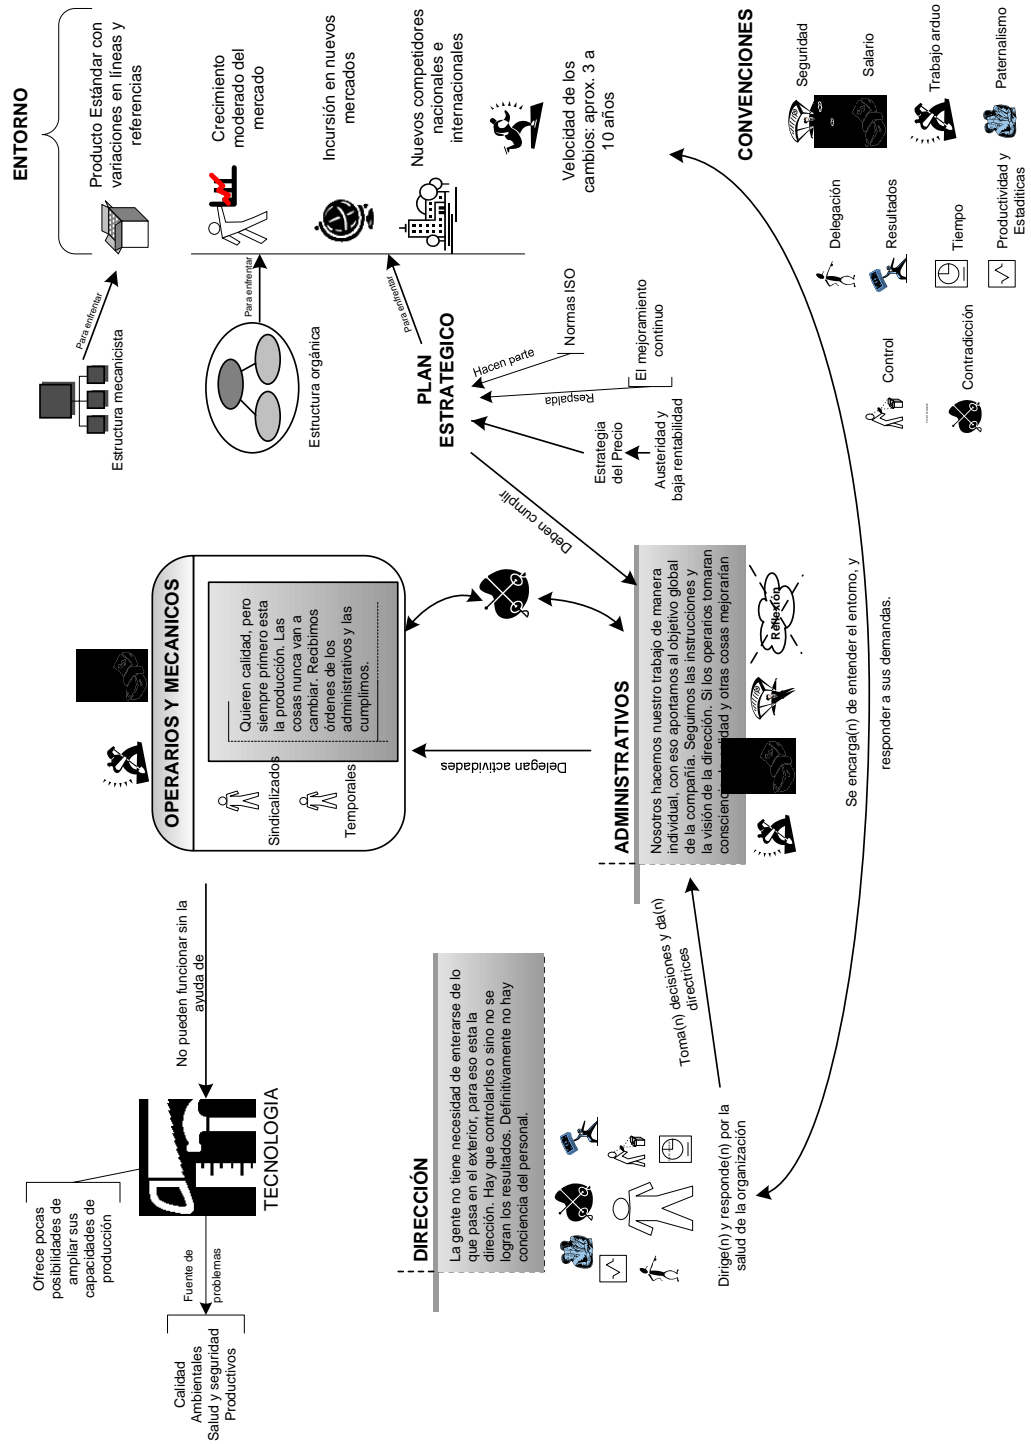 ENTORNO
Producto Estándar con
variaciones en líneas y
referencias
Crecimiento
moderado del
mercado
Incursión en nuevos
mercados
Nuevos competidores
nacionales e
internacionales
Velocidad de los
cambios: aprox. 3 a
10 años
Para enfrentar
Estructura mecanicista
Para enfrentar
Estructura orgánica
Para enfrentar
PLAN
ESTRATEGICO
Hacen parte
Normas ISO
Respalda
El mejoramiento
continuo
Estrategia
del Precio
Austeridad y
baja rentabilidad
Deben cumplir
OPERARIOS Y MECANICOS
Quieren calidad, pero
siempre primero esta
la producción. Las
cosas nunca van a
cambiar. Recibimos
órdenes de los
administrativos y las
cumplimos.
Sindicalizados
Temporales
Delegan actividades
No pueden funcionar sin la
ayuda de
TECNOLOGIA
Ofrece pocas
posibilidades de
ampliar sus
capacidades de
producción
Fuente de
problemas
Calidad
Ambientales
Salud y seguridad
Productivos
DIRECCIÓN
La gente no tiene necesidad de enterarse de lo
que pasa en el exterior, para eso esta la
dirección. Hay que controlarlos o sino no se
logran los resultados. Definitivamente no hay
conciencia del personal.
Dirige(n) y responde(n) por la
salud de la organización
Toma(n) decisiones y da(n)
directrices
ADMINISTRATIVOS
Nosotros hacemos nuestro trabajo de manera
individual, con eso aportamos al objetivo global
de la compañía. Seguimos las instrucciones y
la visión de la dirección. Si los operarios tomaran
y otras cosas mejorarían
Reflexión
Se encarga(n) de entender el entorno, y
responder a sus demandas.
CONVENCIONES
Seguridad
Salario
Trabajo arduo
Paternalismo
Delegación
Resultados
Tiempo
Productividad y
Estadíticas
Control
Contradicción